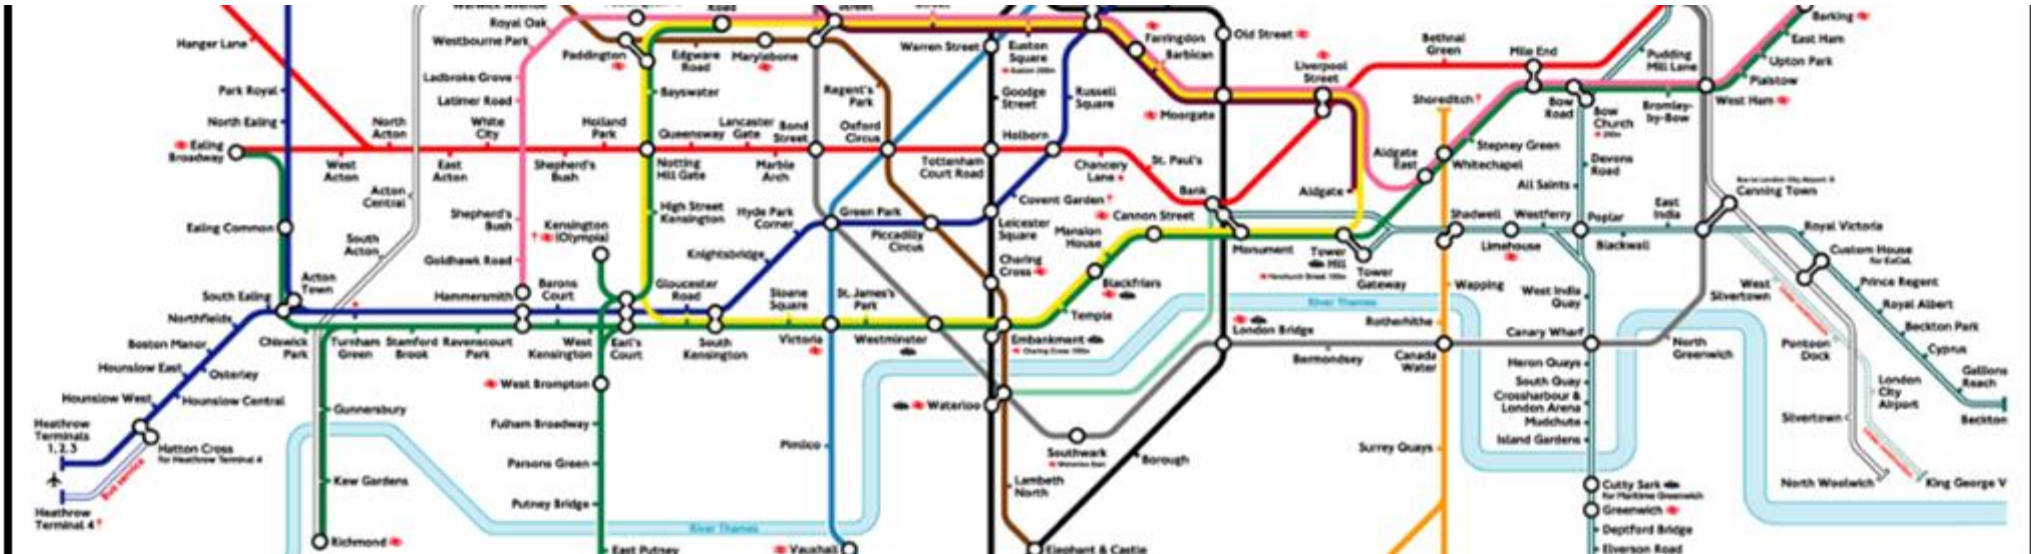 Royal Oak
Westbourne Park
Hanger Lane
Paddington
Edgware
Road
Marylebone
Road
Street
Warren Street
Euston
Square
Farringdon
Barbican
Old Street
Liverpool
Street
Bethnal
Green
Mile End
Pudding
Mill Lane
Barking
East Ham
Upton Park
Plaistow
West Ham
Ladbroke Grove
Latimer Road
Park Royal
North Ealing
Bayswater
Regent's
Park
Goodge
Street
Russell
Square
Moorgate
Shoreditch
Bow
Road
Bow
Church
Bromley-
by-Bow
Ealing
Broadway
North
Acton
West
Acton
East
Acton
White
City
Holland
Park
Shepherd's
Bush
Queensway
Notting
Hill Gate
Lancaster
Gate
Marble
Arch
Bond
Street
Oxford
Circus
Tottenham
Court Road
Holborn
Chancery
Lane
St. Paul's
Bank
Aldgate
Aldgate
East
Stepney Green
Whitechapel
Devons
Road
All Saints
Acton
Central
South
Acton
Shepherd's
Bush
Goldhawk Road
Kensington
(Olympia)
High Street
Kensington
Hyde Park
Corner
Knightsbridge
Green Park
Piccadilly
Circus
Covent Garden
Leicester
Square
Cannon Street
Mansion
House
Charing
Cross
Blackfriars
Temple
Monument
Tower
Hill
Tower
Gateway
Shadwell
Limehouse
Westferry
Poplar
Blackwall
East
India
Canning Town
Royal Victoria
Custom House
for ExCeL
Prince Regent
Royal Albert
Beckton Park
Cyprus
Gallions
Reach
Beckton
Ealing Common
Acton
Town
South Ealing
Northfields
Boston Manor
Hounslow East
Osterley
Hounslow West
Hounslow Central
Heathrow
Terminals
1,2,3
Hatton Cross
for Heathrow Terminal 4
Bus service
Heathrow
Terminal 4
Chiswick
Park
Turnham
Green
Stamford
Brook
Ravenscourt
Park
Hammersmith
Barons
Court
West
Kensington
Earl's
Court
Gloucester
Road
South
Kensington
Sloane
Square
Victoria
St. James's
Park
Westminster
Embankment
River Thames
London Bridge
Bermondsey
Canada
Water
Wapping
Rotherhithe
West India
Quay
Canary Wharf
North
Greenwich
Heron Quays
South Quay
Crossharbour &
London Arena
Mudchute
Island Gardens
West
Silvertown
Pontoon
Dock
London
City
Airport
Silvertown
North Woolwich
King George V
Gunnersbury
Kew Gardens
Richmond
West Brompton
Fulham Broadway
Parsons Green
Putney Bridge
East Putney
Pimlico
Vauxhall
River Thames
Waterloo
Southwark
Lambeth
North
Borough
Elephant & Castle
Surrey Quays
Cutty Sark
for Maritime Greenwich
Greenwich
Deptford Bridge
Elverson Road